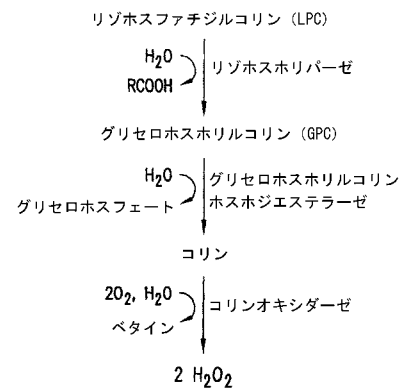 リゾホスファチジルコリン (LPC)
H₂O
リゾホスホリパーゼ
RCOOH
グリセロホスホリルコリン (GPC)
H₂O
グリセロホスホリルコリン
ホスホジエステラーゼ
グリセロホスフェート
コリン
2O₂, H₂O
コリンオキシダーゼ
ベタイン
2 H₂O₂